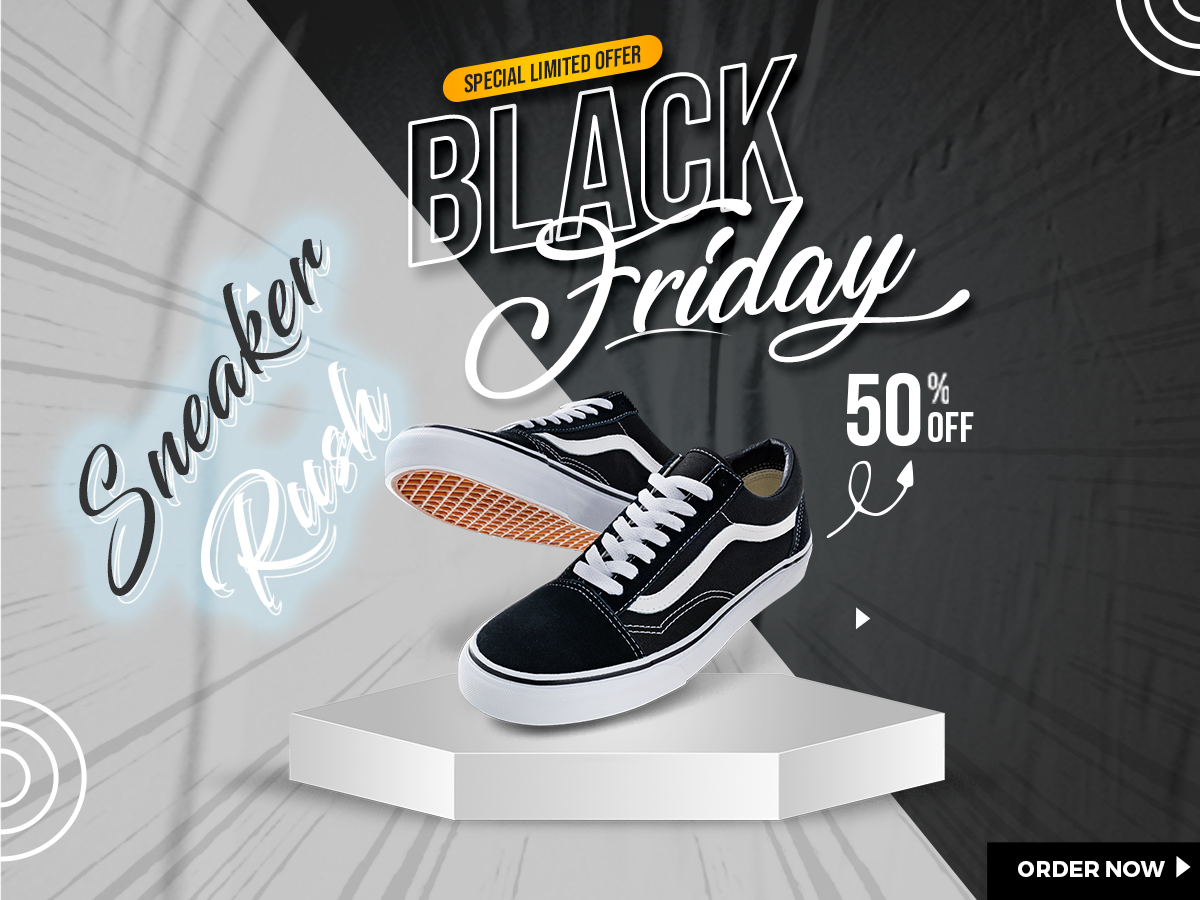 SPECIAL LIMITED OFFER
BLACK
Friday
Sneaker
Rush
50% OFF
ORDER NOW